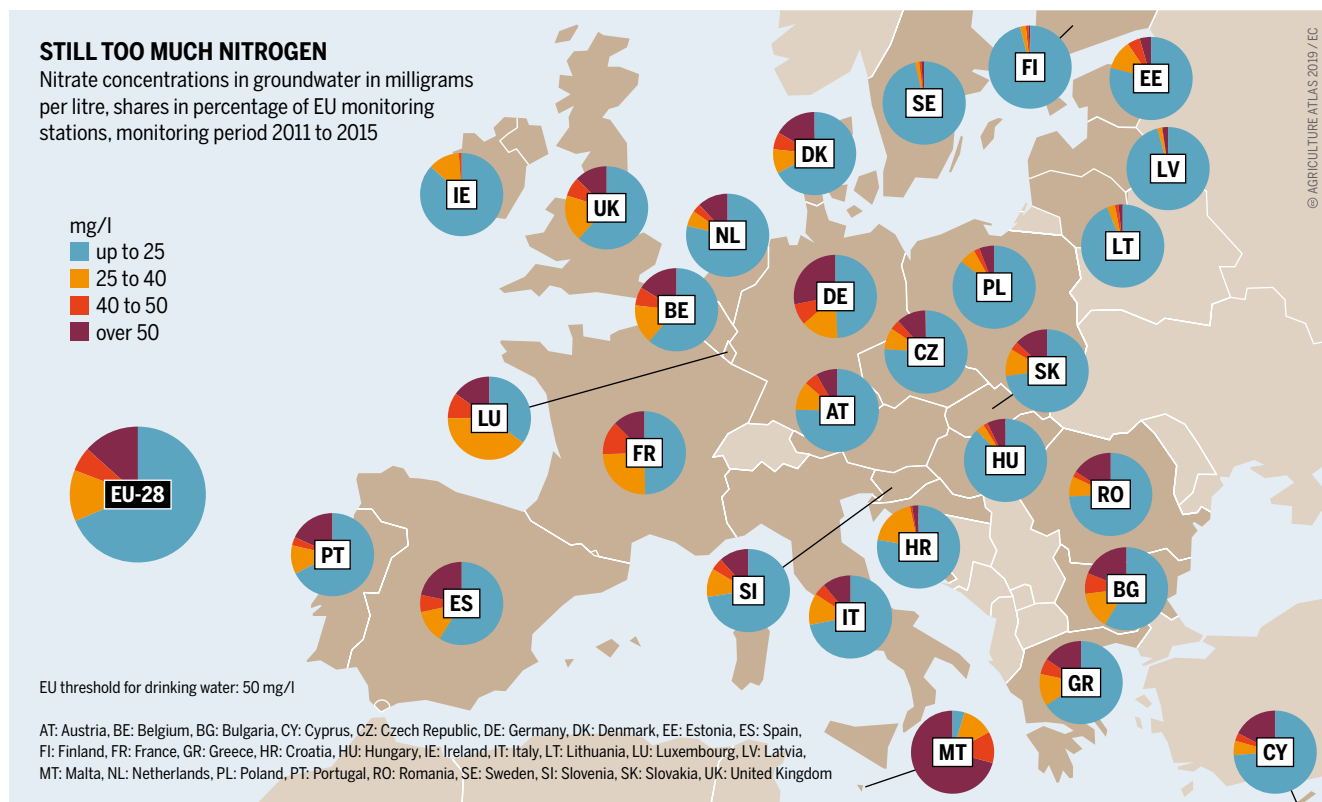 STILL TOO MUCH NITROGEN
Nitrate concentrations in groundwater in milligrams
per litre, shares in percentage of EU monitoring
stations, monitoring period 2011 to 2015
mg/l
up to 25
25 to 40
40 to 50
over 50
FI
EE
SE
DK
LV
IE
UK
NL
LT
PL
DE
BE
CZ
SK
AT
LU
FR
HU
EU-28
RO
HR
PT
SI
BG
ES
IT
GR
MT
CY
EU threshold for drinking water: 50 mg/l
AT: Austria, BE: Belgium, BG: Bulgaria, CY: Cyprus, CZ: Czech Republic, DE: Germany, DK: Denmark, EE: Estonia, ES: Spain,
FI: Finland, FR: France, GR: Greece, HR: Croatia, HU: Hungary, IE: Ireland, IT: Italy, LT: Lithuania, LU: Luxembourg, LV: Latvia,
MT: Malta, NL: Netherlands, PL: Poland, PT: Portugal, RO: Romania, SE: Sweden, SI: Slovenia, SK: Slovakia, UK: United Kingdom
AGRICULTURE ATLAS 2019 / EC